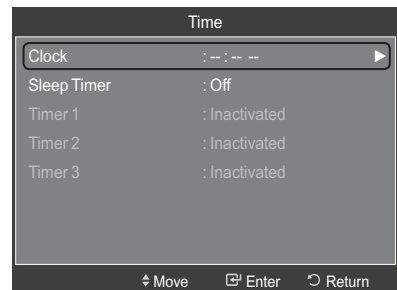 Time
Clock : -- : -- -- ▶
Sleep Timer : Off
Timer 1 : Inactivated
Timer 2 : Inactivated
Timer 3 : Inactivated
Move Enter Return